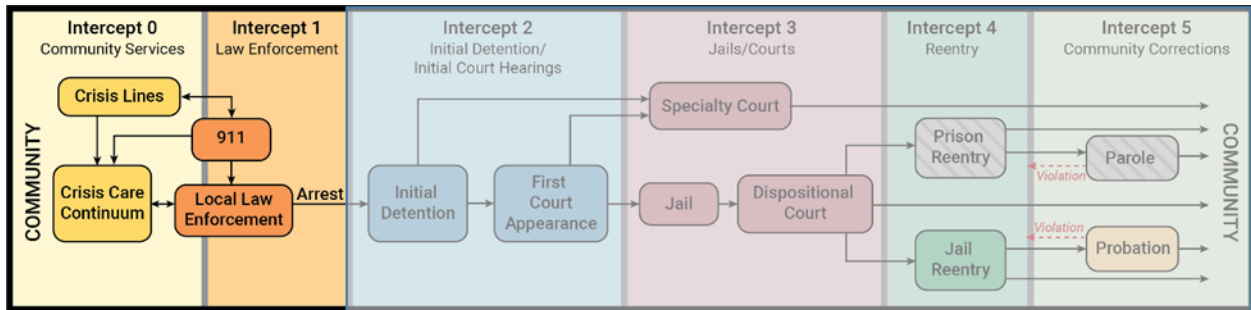 Intercept 0
Community Services
Intercept 1
Law Enforcement
Intercept 2
Initial Detention/
Initial Court Hearings
Intercept 3
Jails/Courts
Intercept 4
Reentry
Intercept 5
Community Corrections
COMMUNITY
Crisis Lines
911
Crisis Care
Continuum
Local Law
Enforcement
Arrest
Initial
Detention
First
Court
Appearance
Specialty Court
Jail
Dispositional
Court
Prison
Reentry
Parole
Violation
Jail
Reentry
Probation
Violation
COMMUNITY